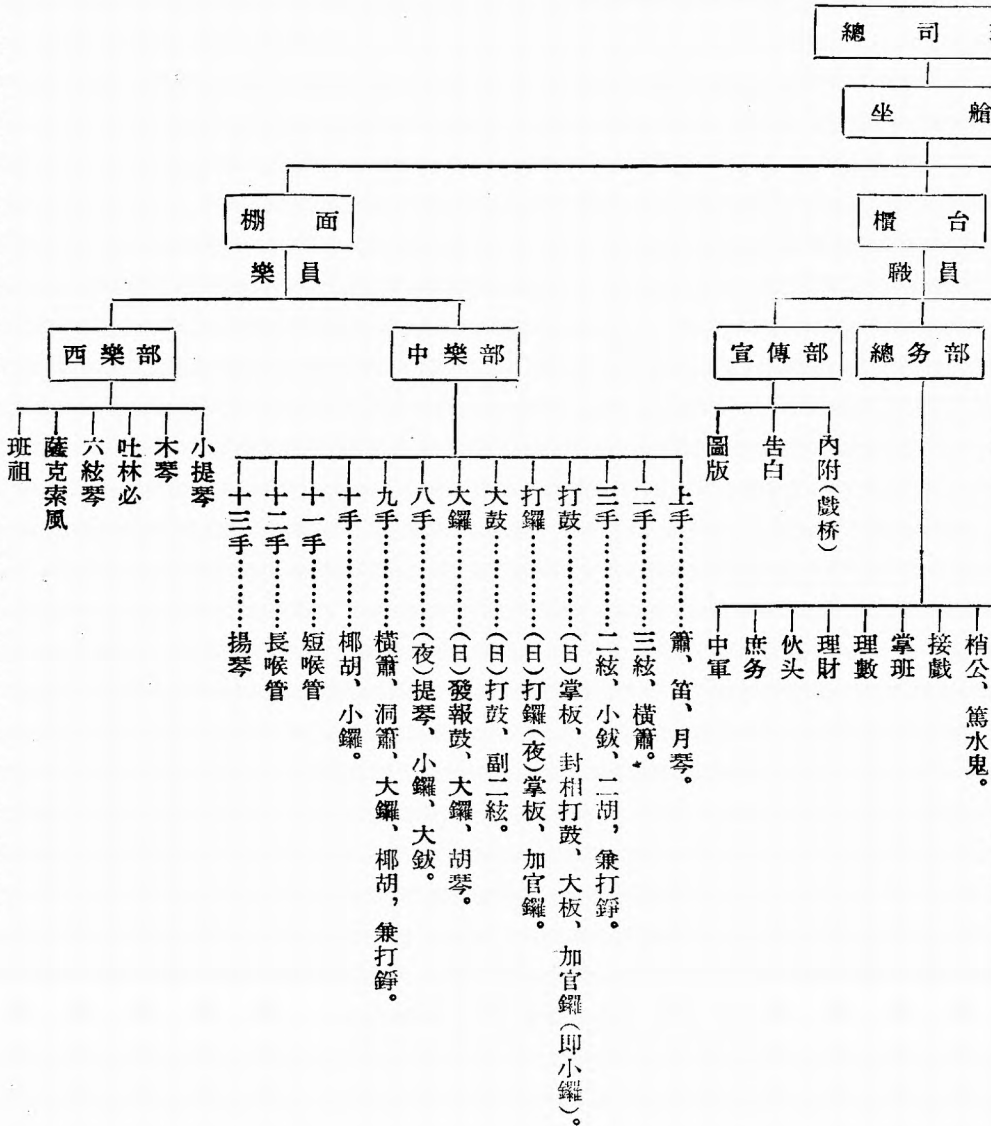 總司
坐艙
櫃台
職員
棚面
樂員
總务部
宣傳部
中樂部
西樂部
梢公、篙水鬼。
接戲
掌班
理數
理財
伙头
庶务
中軍
內附(戲桥)
告白
圖版
上手………簫、笛、月琴。
二手………三絃、橫簫。
三手………二絃、小鈸、二胡，兼打錚。
打鼓………(日)掌板、封相打鼓、大板、加官鑼(即小鑼)。
打鑼………(日)打鑼(夜)掌板、加官鑼。
大鼓………(日)打鼓、副二絃。
大鑼………(日)發報鼓、大鑼、胡琴。
八手………(夜)提琴、小鑼、大鈸。
九手………橫簫、洞簫、大鑼、椰胡，兼打錚。
十手………椰胡、小鑼。
十一手……短喉管
十二手……長喉管
十三手……揚琴
小提琴
木琴
吐林必
六絃琴
薩克索風
班祖